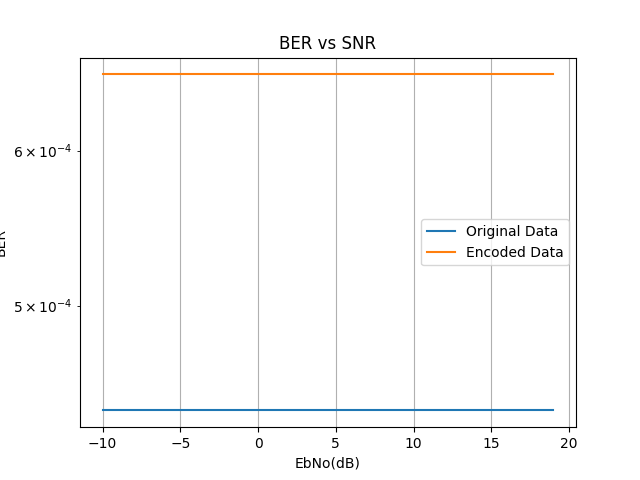 BER vs SNR
6 × 10⁻⁴
5 × 10⁻⁴
BER
Original Data
Encoded Data
−10 −5 0 5 10 15 20
EbNo(dB)